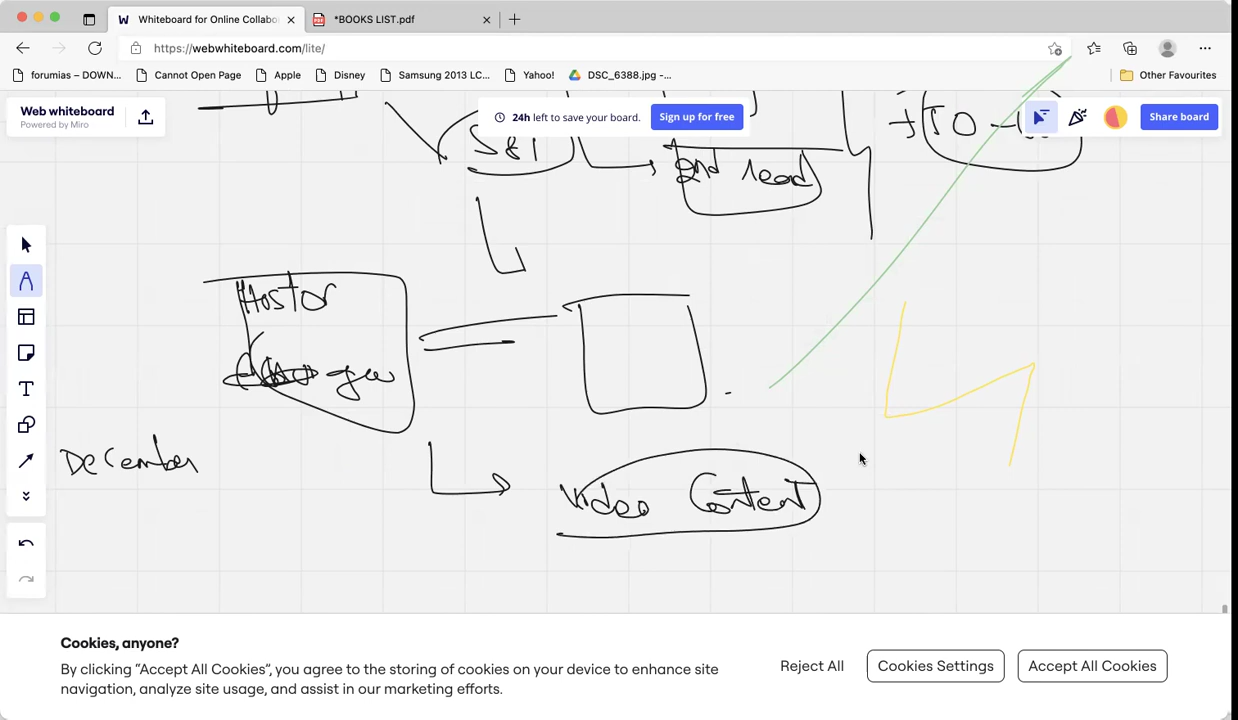 Whiteboard for Online Collabo
*BOOKS LIST.pdf
https://webwhiteboard.com/lite/
forumias – DOWN...
Cannot Open Page
Apple
Disney
Samsung 2013 LC...
Yahoo!
DSC_6388.jpg -...
Other Favourites
Web whiteboard
Powered by Miro
24h left to save your board.
Sign up for free
Share board
S&T
2nd read
Histor
December
Video Content
Cookies, anyone?
By clicking “Accept All Cookies”, you agree to the storing of cookies on your device to enhance site
navigation, analyze site usage, and assist in our marketing efforts.
Reject All
Cookies Settings
Accept All Cookies